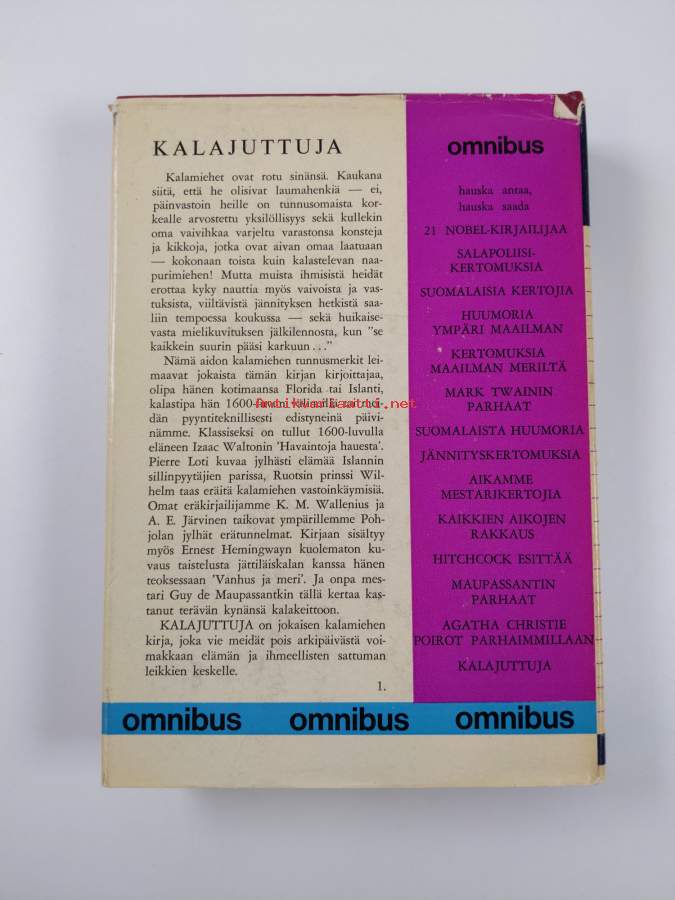 KALAJUTTUJA
Kalamiehet ovat rotu sinänsä. Kaukana
siitä, että he olisivat laumahenkiä — ei,
päinvastoin heille on tunnusomaista kor-
kealle arvostettu yksilöllisyys sekä kullekin
oma vaivihkaa varjeltu varastonsa konsteja
ja kikkoja, jotka ovat aivan omaa laatuaan
— kokonaan toista kuin kalastelevan naa-
purimiehen! Mutta muista ihmisistä heidät
erottaa kyky nauttia myös vaivoista ja vas-
tuksista, viiltävistä jännityksen hetkistä saa-
liin tempoessa koukussa — sekä huikaise-
vasta mielikuvituksen jälkilennosta, kun "se
kaikkein suurin pääsi karkuun . . ."
Nämä aidon kalamiehen tunnusmerkit lei-
maavat jokaista tämän kirjan kirjoittajaa,
olipa hänen kotimaansa Florida tai Islanti,
kalastipa hän 1600-luvun välineillä tai mei-
dän pyyntiteknillisesti edistyneinä päivi-
nämme. Klassiseksi on tullut 1600-luvulla
eläneen Izaac Waltonin 'Havaintoja hauesta'.
Pierre Loti kuvaa jylhästi elämää Islannin
sillinpyytäjien parissa, Ruotsin prinssi Wil-
helm taas eräitä kalamiesten vastoinkäymisiä.
Omat eräkirjailijamme K. M. Wallenius ja
A. E. Järvinen taikovat ympärillemme Poh-
jolan jylhät erätunnelmat. Kirjaan sisältyy
myös Ernest Hemingwayn kuolematon ku-
vaus taistelusta jättiläiskalan kanssa hänen
teoksessaan 'Vanhus ja meri'. Ja onpa mes-
tari Guy de Maupassantkin tällä kertaa kas-
tanut terävän kynänsä kalakeittoon.
KALAJUTTUJA on jokaisen kalamiehen
kirja, joka vie meidät pois arkipäivästä voi-
makkaan elämän ja ihmeellisten sattuman
leikkien keskelle.
1.
omnibus
hauska antaa,
hauska saada
21 NOBEL-KIRJAILIJAA
SALAPOLIISI-
KERTOMUKSIA
SUOMALAISIA KERTOJIA
HUUMORIA
YMPÄRI MAAILMAN
KERTOMUKSIA
MAAILMAN MERILTÄ
MARK TWAININ
PARHAAT
SUOMALAISTA HUUMORIA
JÄNNITYSKERTOMUKSIA
AIKAMME
MESTARIKERTOJIA
KAIKKIEN AIKOJEN
RAKKAUS
HITCHCOCK ESITTÄÄ
MAUPASSANTIN
PARHAAT
AGATHA CHRISTIE
POIROT PARHAIMMILLAAN
KALAJUTTUJA
omnibus omnibus omnibus